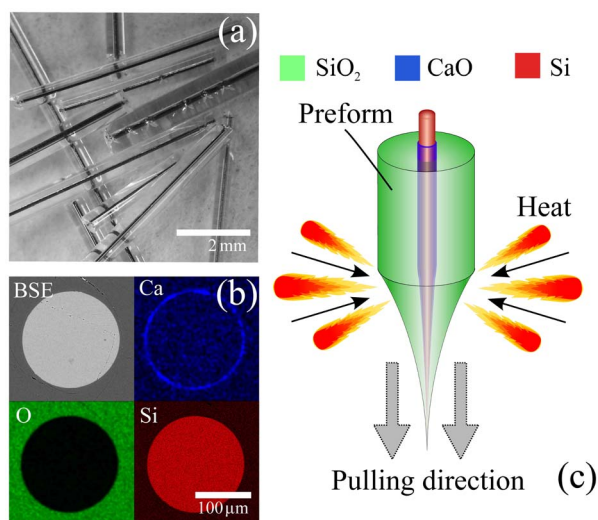 (a)
2 mm
BSE
Ca
(b)
O
Si
100 μm
SiO₂
CaO
Si
Preform
Heat
Pulling direction
(c)